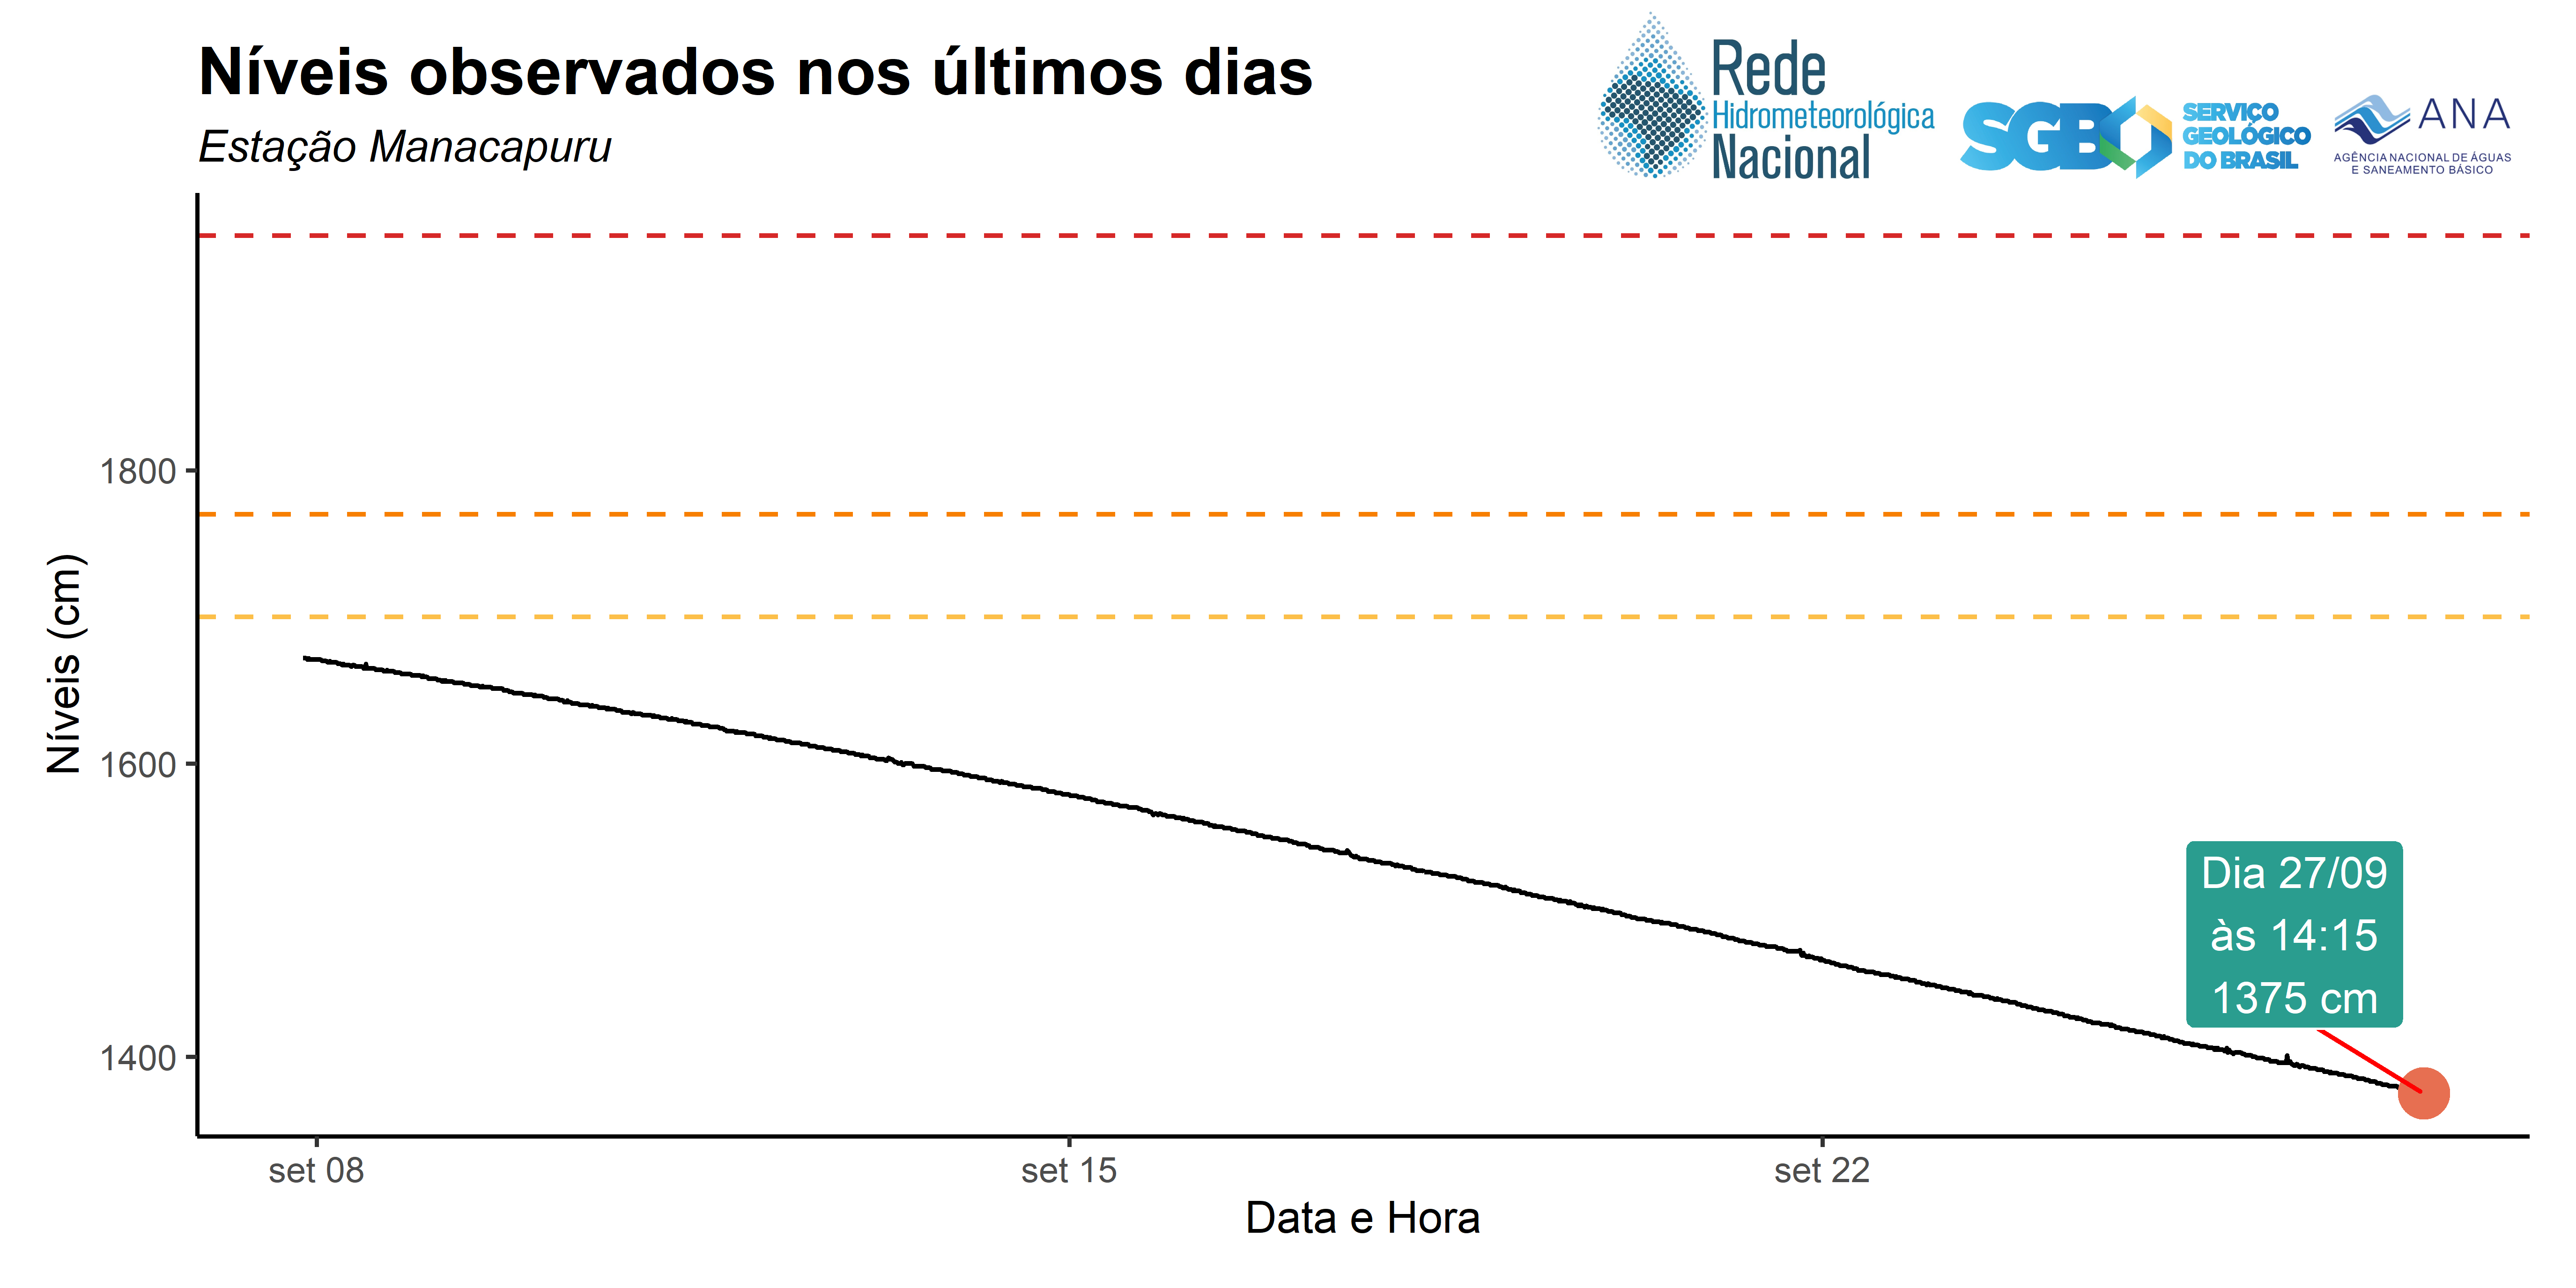 Níveis observados nos últimos dias
Estação Manacapuru
Rede
Hidrometeorológica
Nacional
SGB
SERVIÇO
GEOLÓGICO
DO BRASIL
ANA
AGÊNCIA NACIONAL DE ÁGUAS
E SANEAMENTO BÁSICO
Níveis (cm)
1800
1600
1400
Dia 27/09
às 14:15
1375 cm
set 08
set 15
set 22
Data e Hora